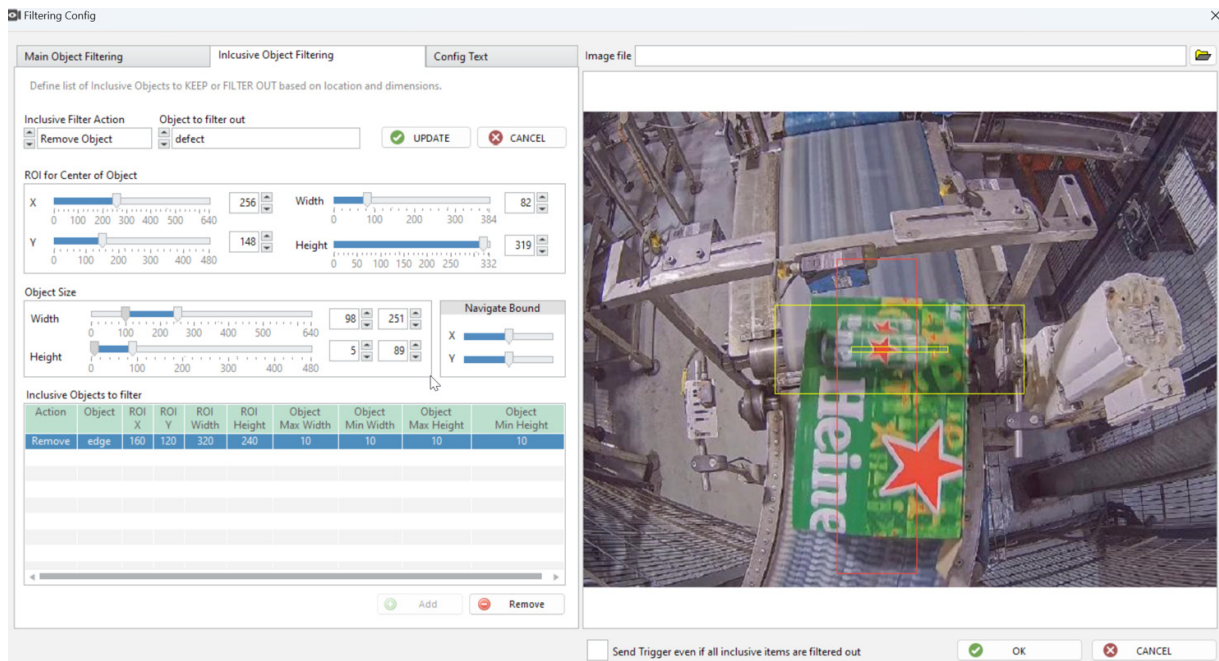 Filtering Config
Main Object Filtering
Inlcusive Object Filtering
Config Text
Define list of Inclusive Objects to KEEP or FILTER OUT based on location and dimensions.
Inclusive Filter Action
Object to filter out
Remove Object
defect
UPDATE
CANCEL
ROI for Center of Object
X
0 100 200 300 400 500 640
256
Width
0 100 200 300 384
82
Y
0 100 200 300 400 480
148
Height
0 50 100 150 200 250 332
319
Object Size
Width
0 100 200 300 400 500 640
98 251
Height
0 100 200 300 400 480
5 89
Navigate Bound
X
Y
Inclusive Objects to filter
Action Object ROI X ROI Y ROI Width ROI Height Object Max Width Object Min Width Object Max Height Object Min Height
Remove edge 160 120 320 240 10 10 10 10
Add
Remove
Image file
Heine
Send Trigger even if all inclusive items are filtered out
OK
CANCEL